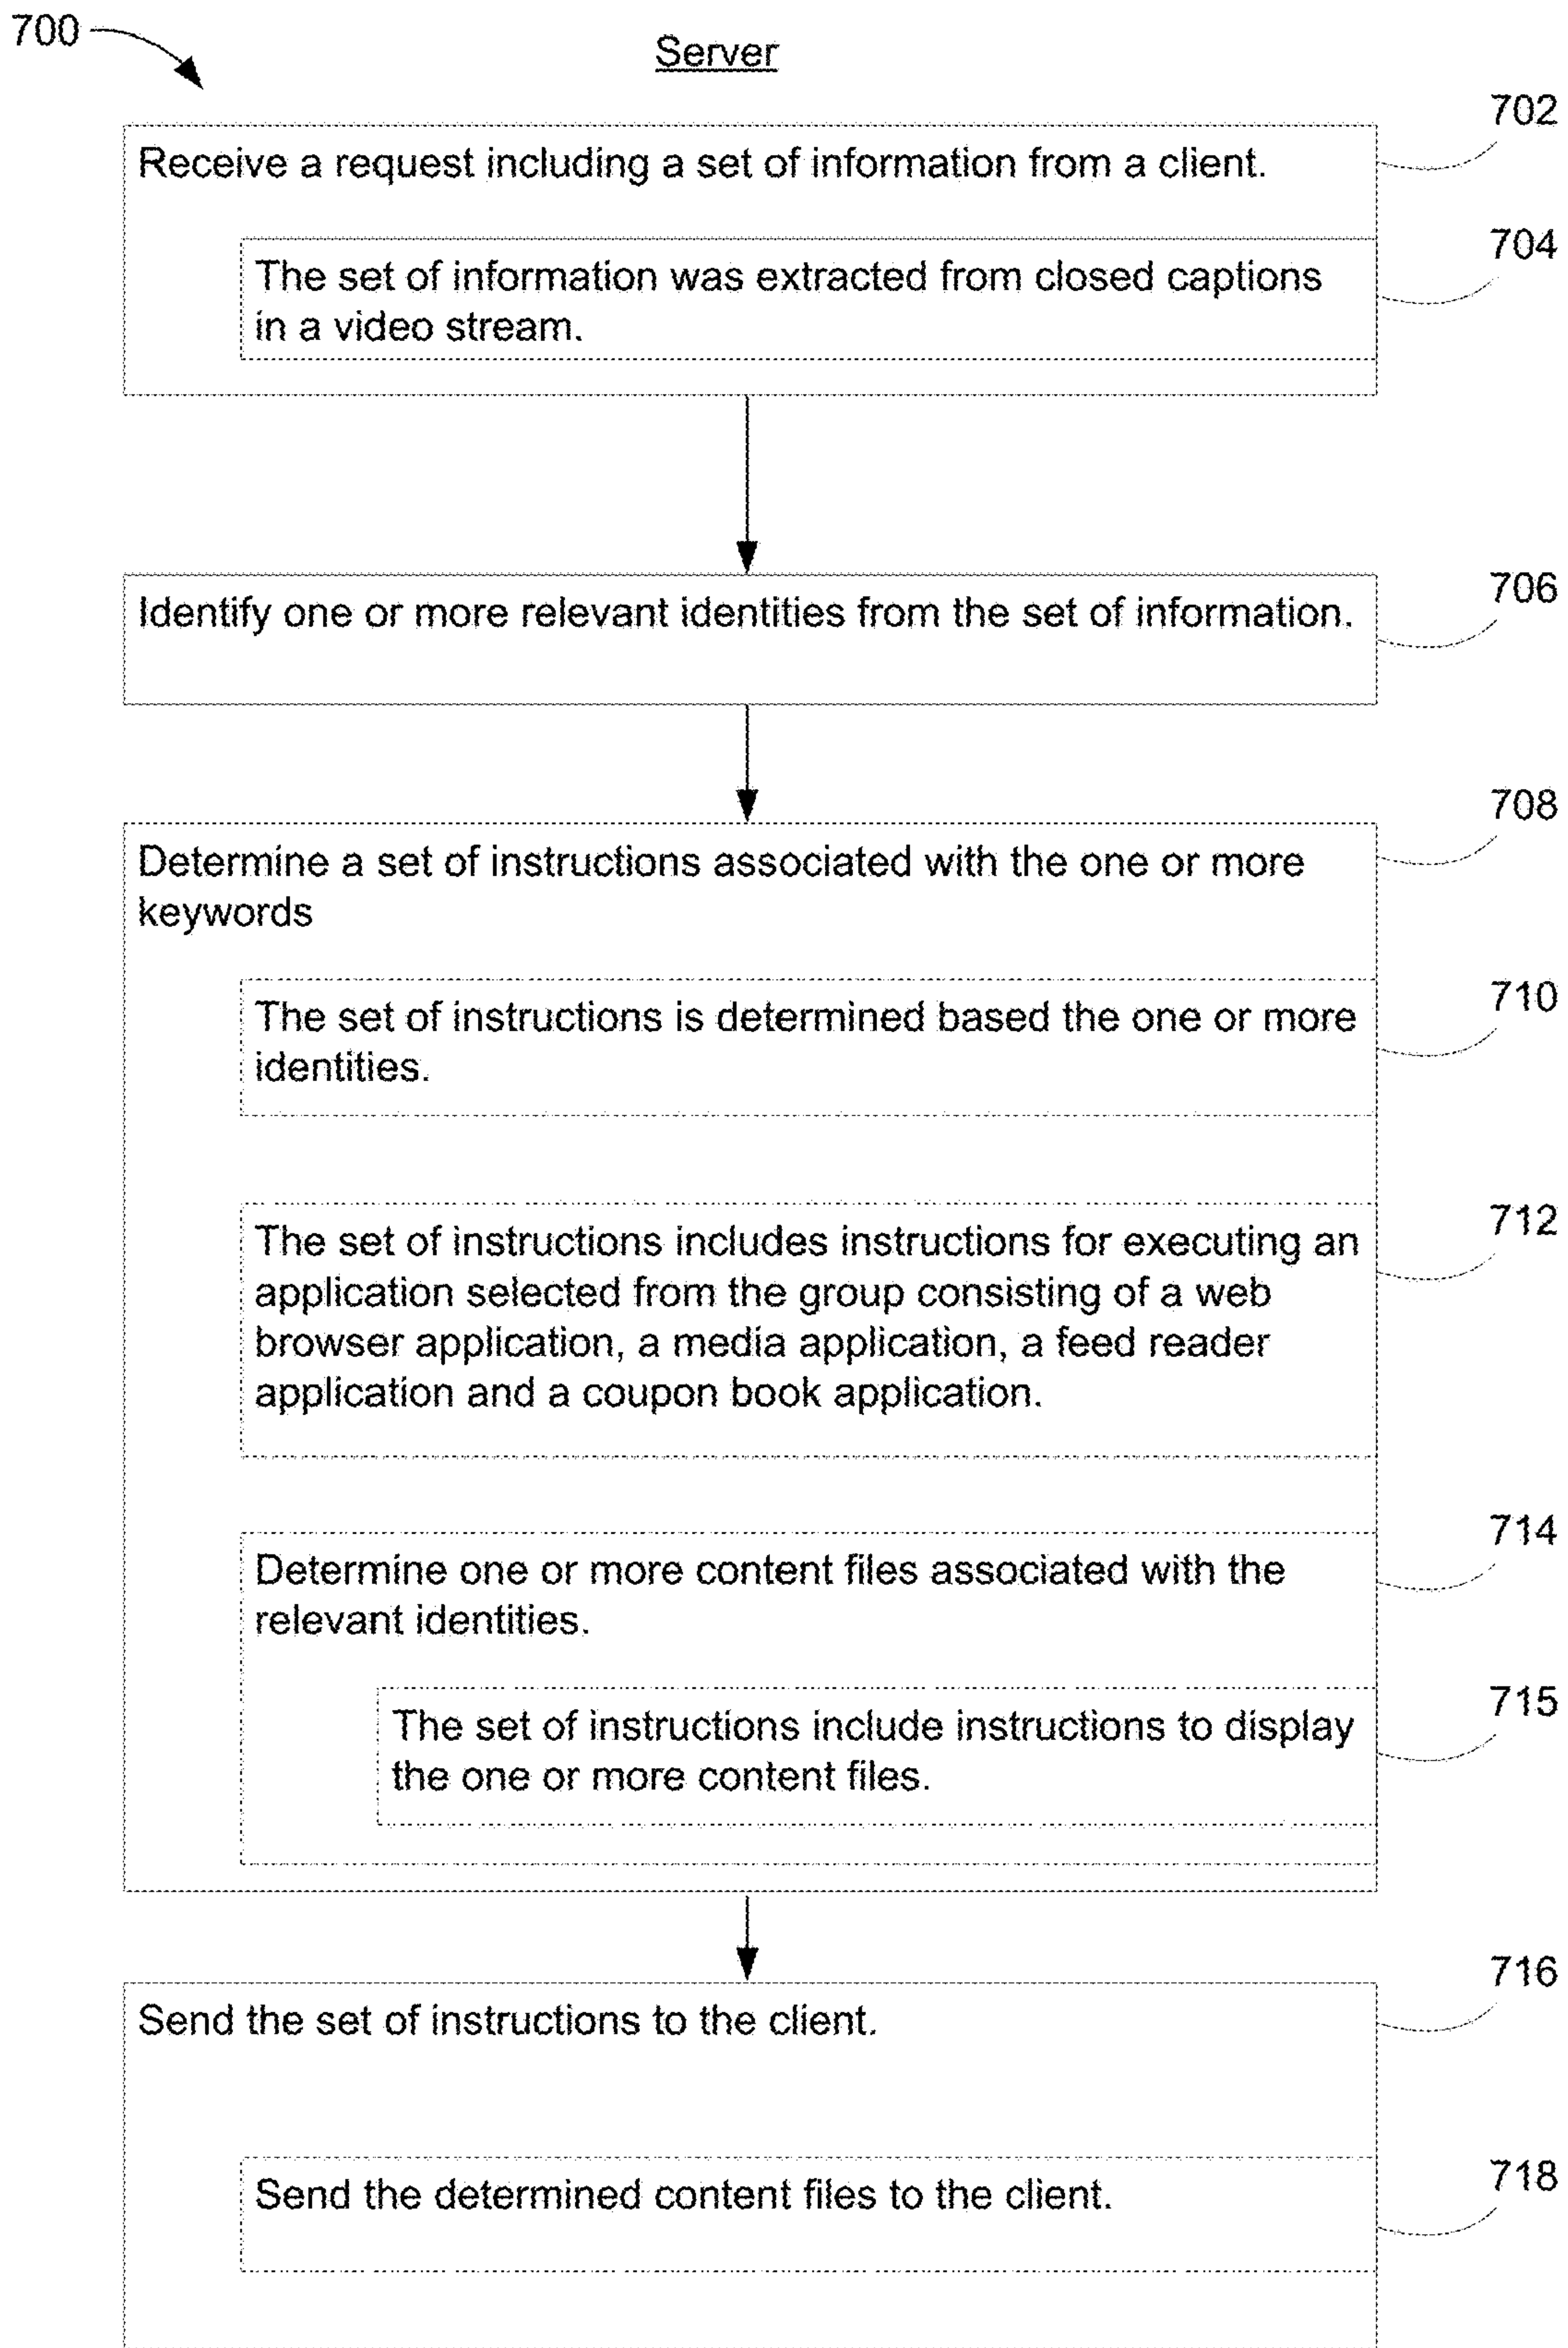 700
Server
702
Receive a request including a set of information from a client.
704
The set of information was extracted from closed captions
in a video stream.
706
Identify one or more relevant identities from the set of information.
708
Determine a set of instructions associated with the one or more
keywords
710
The set of instructions is determined based the one or more
identities.
712
The set of instructions includes instructions for executing an
application selected from the group consisting of a web
browser application, a media application, a feed reader
application and a coupon book application.
714
Determine one or more content files associated with the
relevant identities.
715
The set of instructions include instructions to display
the one or more content files.
716
Send the set of instructions to the client.
718
Send the determined content files to the client.